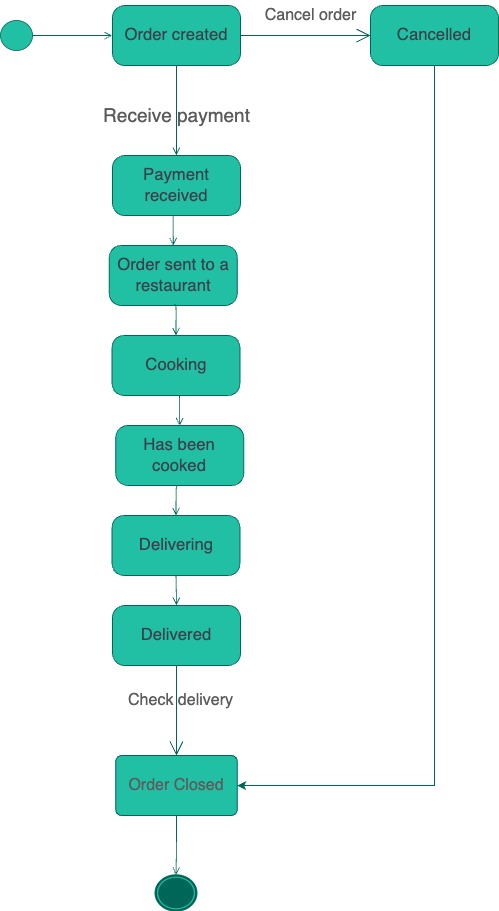 Order created
Cancel order
Cancelled
Receive payment
Payment
received
Order sent to a
restaurant
Cooking
Has been
cooked
Delivering
Delivered
Check delivery
Order Closed